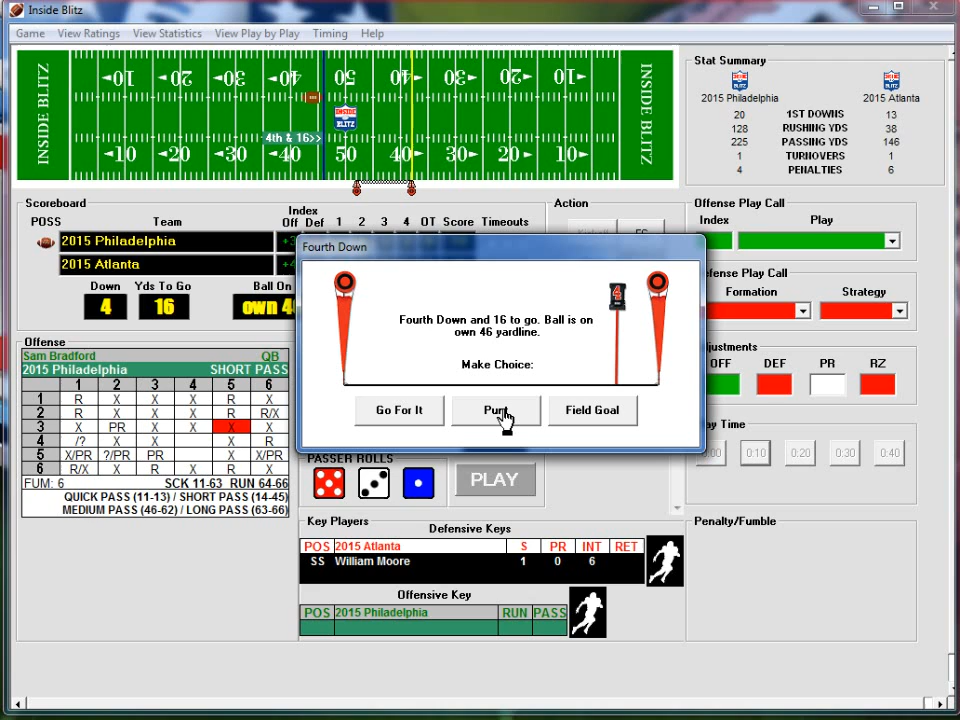 Inside Blitz
Game View Ratings View Statistics View Play by Play Timing Help
INSIDE BLITZ
10 20 30 40 50 40 30 20 10
INSIDE BLITZ
4th & 16>>
10 20 30 40 50 40 30 20 10
INSIDE BLITZ
Stat Summary
2015 Philadelphia 2015 Atlanta
20 1ST DOWNS 13
128 RUSHING YDS 38
225 PASSING YDS 146
1 TURNOVERS 1
4 PENALTIES 6
Scoreboard
POSS Team Index Off Def 1 2 3 4 OT Score Timeouts
2015 Philadelphia
2015 Atlanta
Down Yds To Go Ball On
4 16 own 4
Action
Offense Play Call
Index Play
efense Play Call
Formation Strategy
djustments
OFF DEF PR RZ
ay Time
:00 0:10 0:20 0:30 0:40
Fourth Down
4
Fourth Down and 16 to go. Ball is on
own 46 yardline.
Make Choice:
Go For It Punt Field Goal
Offense
Sam Bradford QB
2015 Philadelphia SHORT PASS
1 2 3 4 5 6
1 R X X X R X
2 R X X X R R/X
3 X PR X X X X
4 /? X X X X R
5 X/PR ?/PR PR X X/PR
6 R/X X R X R X
FUM: 6 SCK 11-63 RUN 64-66
QUICK PASS (11-13) / SHORT PASS (14-45)
MEDIUM PASS (46-62) / LONG PASS (63-66)
PASSER ROLLS
PLAY
Key Players
Defensive Keys
POS 2015 Atlanta S PR INT RET
SS William Moore 1 0 6
Offensive Key
POS 2015 Philadelphia RUN PASS
Penalty/Fumble